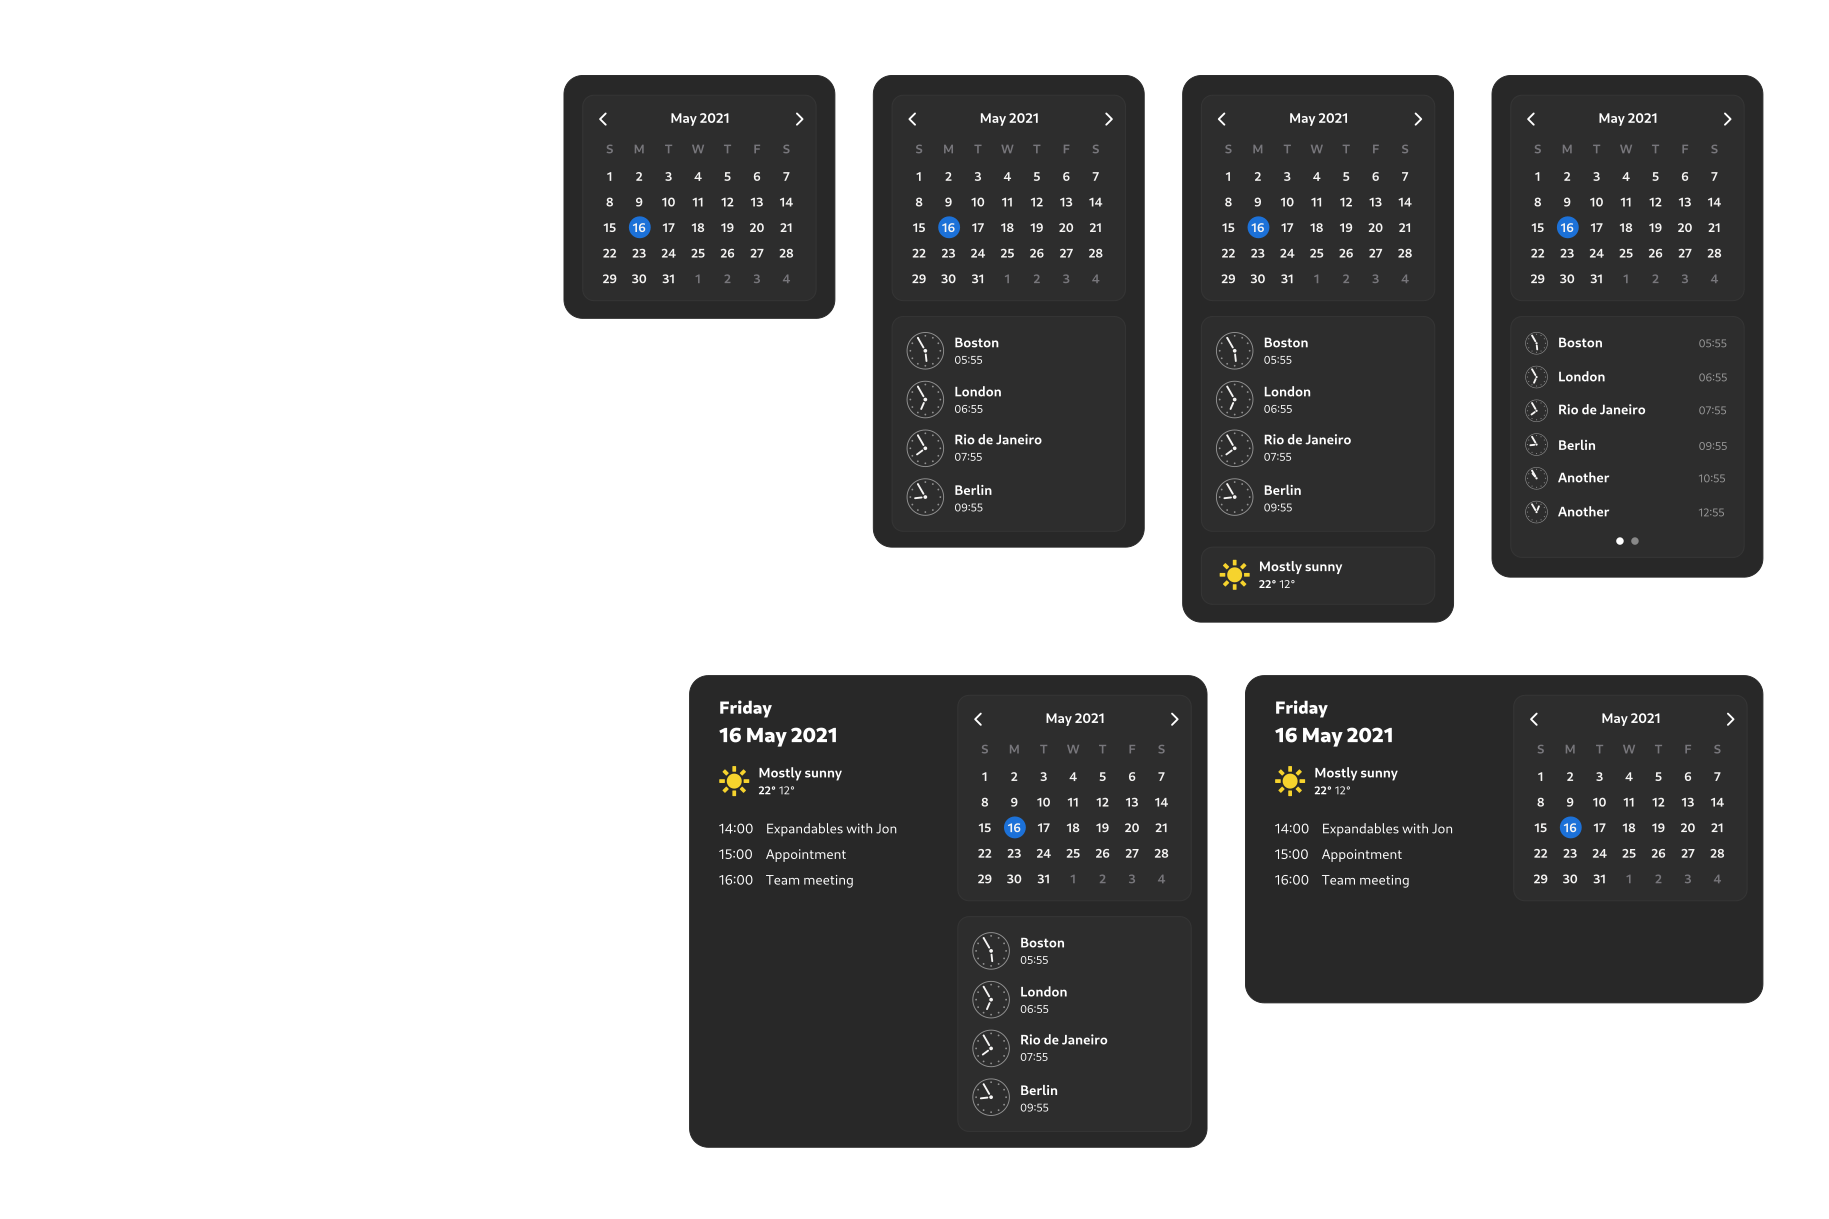 May 2021
S M T W T F S
1 2 3 4 5 6 7
8 9 10 11 12 13 14
15 16 17 18 19 20 21
22 23 24 25 26 27 28
29 30 31 1 2 3 4
May 2021
S M T W T F S
1 2 3 4 5 6 7
8 9 10 11 12 13 14
15 16 17 18 19 20 21
22 23 24 25 26 27 28
29 30 31 1 2 3 4
Boston
05:55
London
06:55
Rio de Janeiro
07:55
Berlin
09:55
May 2021
S M T W T F S
1 2 3 4 5 6 7
8 9 10 11 12 13 14
15 16 17 18 19 20 21
22 23 24 25 26 27 28
29 30 31 1 2 3 4
Boston
05:55
London
06:55
Rio de Janeiro
07:55
Berlin
09:55
Mostly sunny
22° 12°
May 2021
S M T W T F S
1 2 3 4 5 6 7
8 9 10 11 12 13 14
15 16 17 18 19 20 21
22 23 24 25 26 27 28
29 30 31 1 2 3 4
Boston 05:55
London 06:55
Rio de Janeiro 07:55
Berlin 09:55
Another 10:55
Another 12:55
Friday
16 May 2021
Mostly sunny
22° 12°
14:00 Expandables with Jon
15:00 Appointment
16:00 Team meeting
May 2021
S M T W T F S
1 2 3 4 5 6 7
8 9 10 11 12 13 14
15 16 17 18 19 20 21
22 23 24 25 26 27 28
29 30 31 1 2 3 4
Boston
05:55
London
06:55
Rio de Janeiro
07:55
Berlin
09:55
Friday
16 May 2021
Mostly sunny
22° 12°
14:00 Expandables with Jon
15:00 Appointment
16:00 Team meeting
May 2021
S M T W T F S
1 2 3 4 5 6 7
8 9 10 11 12 13 14
15 16 17 18 19 20 21
22 23 24 25 26 27 28
29 30 31 1 2 3 4